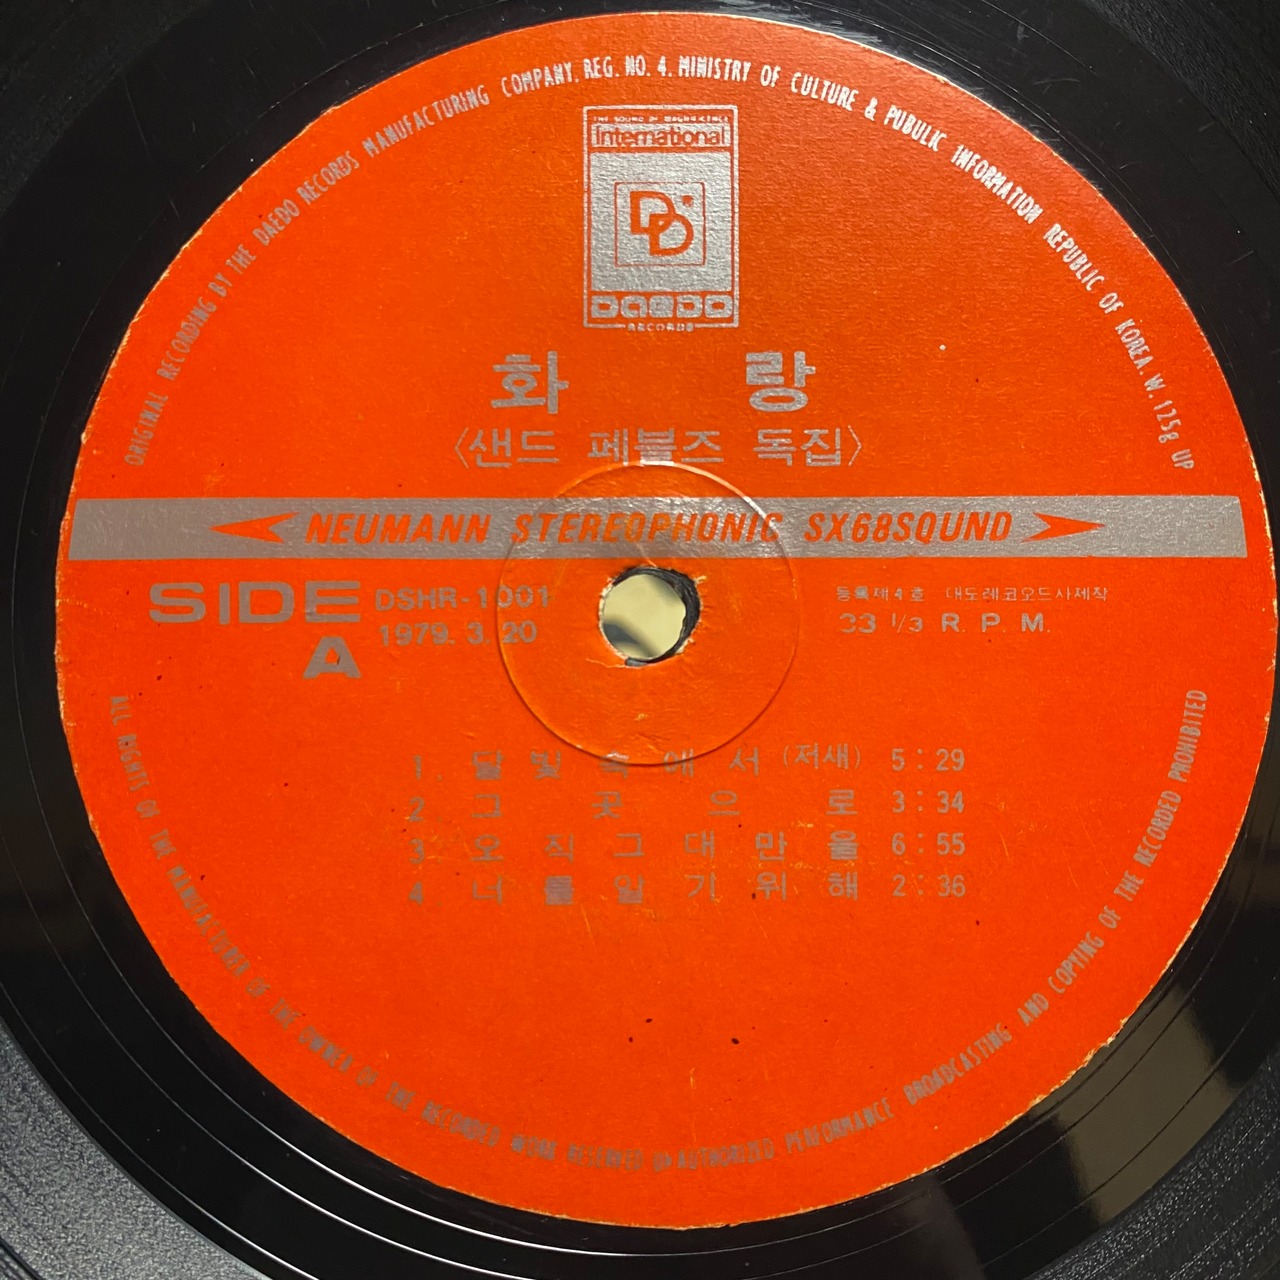 ORIGINAL RECORDING BY THE DAEDO RECORDS MANUFACTURING COMPANY. REG. NO. 4. MINISTRY OF CULTURE & PUBULIC INFORMATION REPUBLIC OF KOREA. W. 125g UP
THE SOUND OF MAGNIFICENCE
International
DAEDO
RECORDS
화 랑
〈샌드 페블즈 독집〉
NEUMANN STEREOPHONIC SX68SOUND
SIDE A
DSHR-1001
1979. 3. 20
등록제4호 대도레코오드사제작
33 1/3 R. P. M.
1. 달 빛 속 에 서 (저새) 5:29
2. 그 곳 으 로 3:34
3. 오 직 그 대 만 을 6:55
4. 너 를 알 기 위 해 2:36
ALL RIGHTS OF THE MANUFACTURER OF THE OWNER OF THE RECORDED WORK RESERVED UNAUTHORIZED PERFORMANCE BROADCASTING AND COPYING OF THE RECORDED PROHIBITED